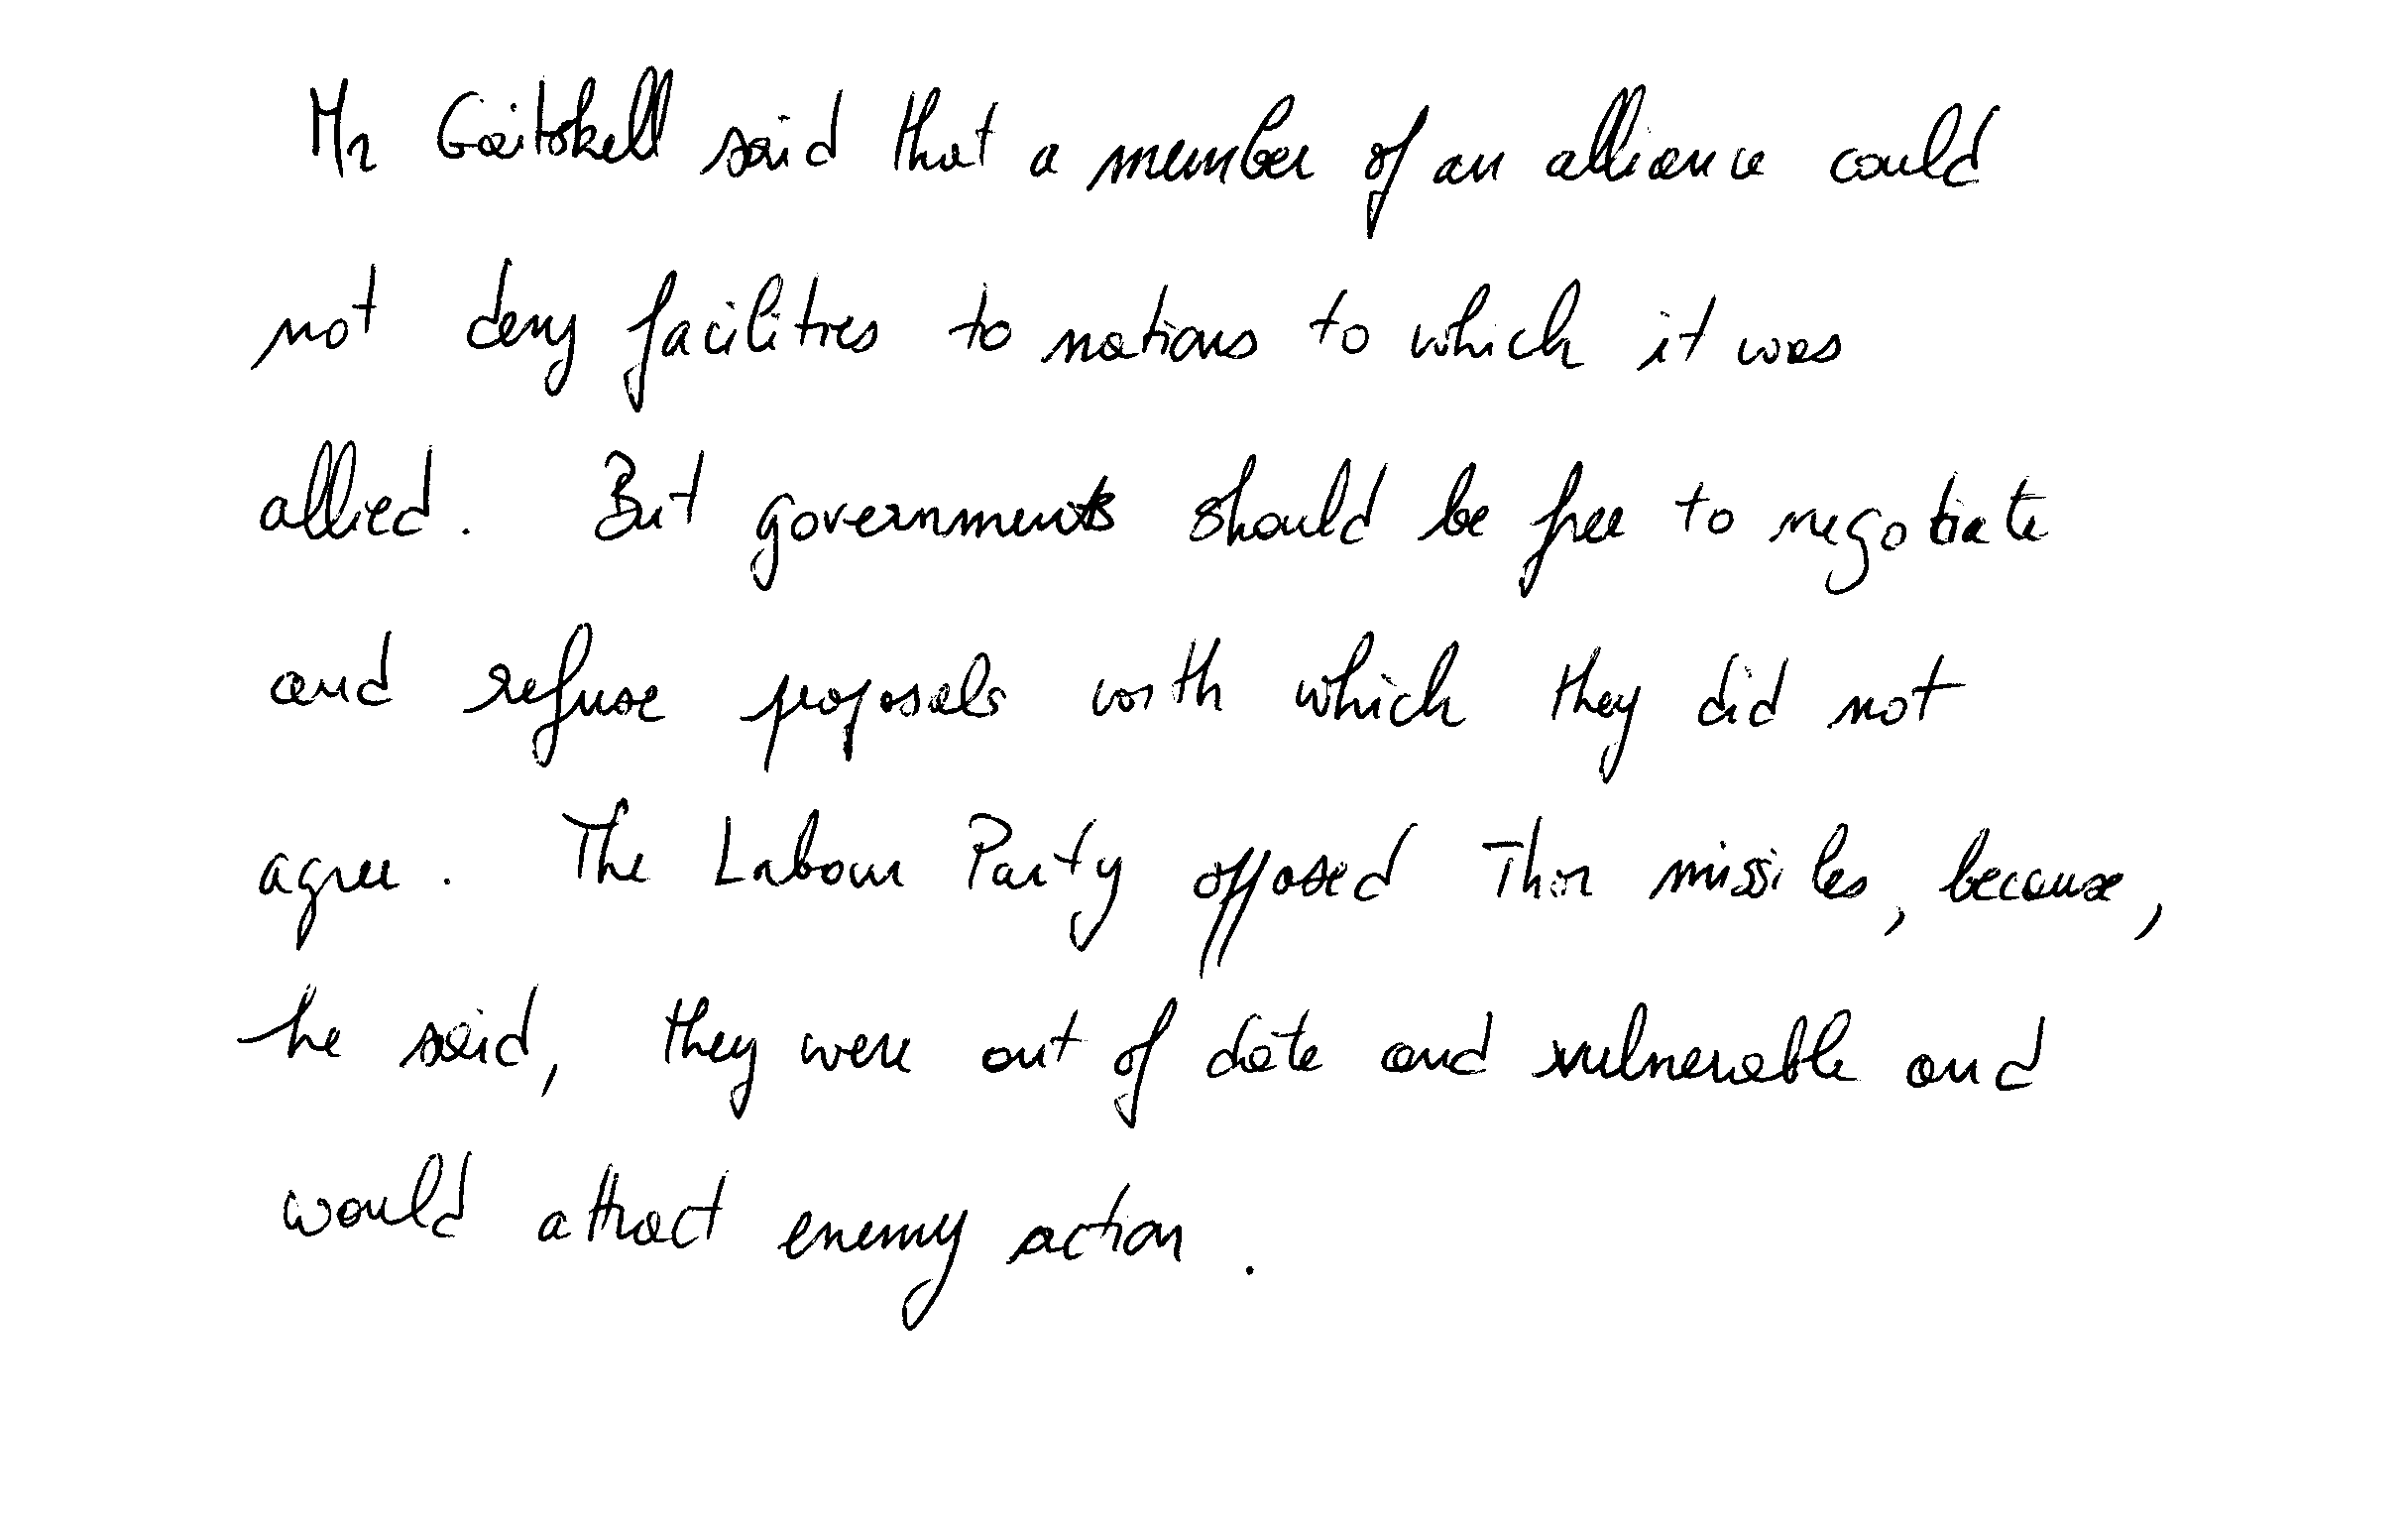 Mr Gaitskell said that a member of an alliance could
not deny facilities to nations to which it was
allied. But governments should be free to negotiate
and refuse proposals with which they did not
agree. The Labour Party opposed Thor missiles, because,
he said, they were out of date and vulnerable and
would attract enemy action.